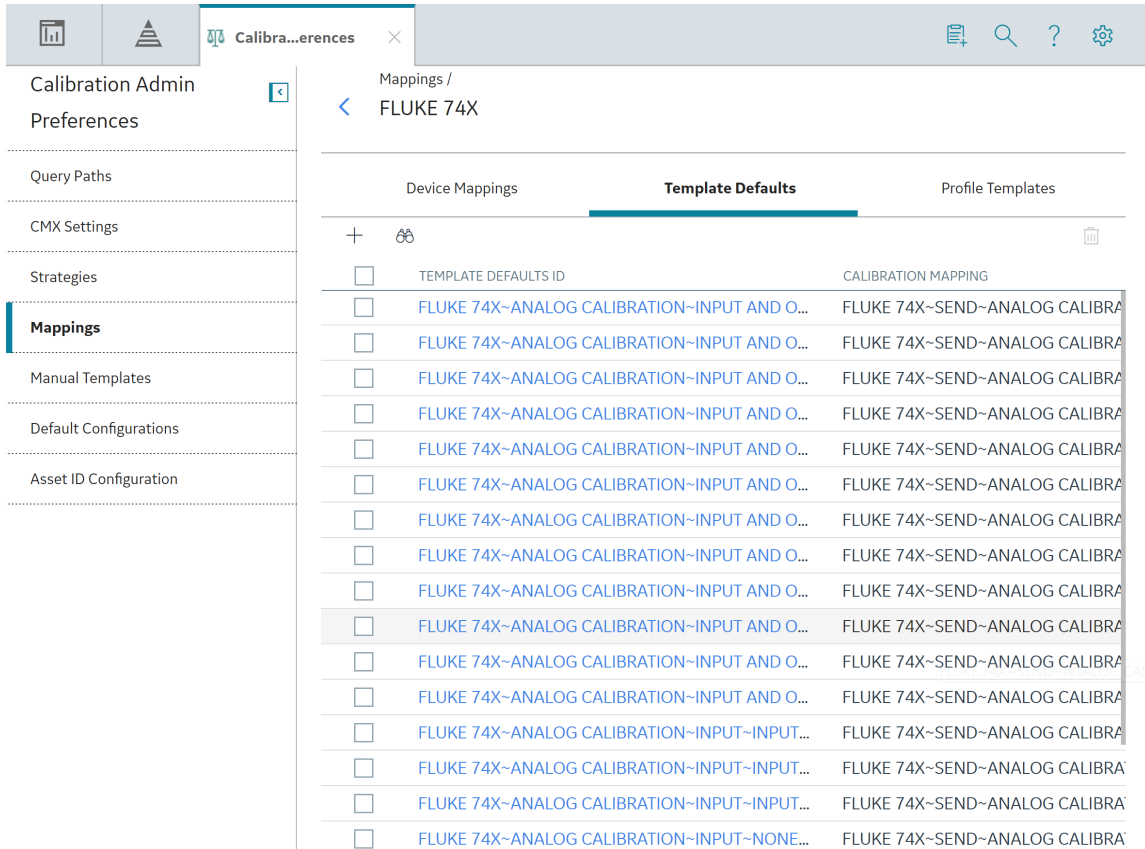 Calibra...erences
Calibration Admin
Preferences
Query Paths
CMX Settings
Strategies
Mappings
Manual Templates
Default Configurations
Asset ID Configuration
Mappings /
FLUKE 74X
Device Mappings Template Defaults Profile Templates
TEMPLATE DEFAULTS ID CALIBRATION MAPPING
FLUKE 74X~ANALOG CALIBRATION~INPUT AND O... FLUKE 74X~SEND~ANALOG CALIBRA
FLUKE 74X~ANALOG CALIBRATION~INPUT AND O... FLUKE 74X~SEND~ANALOG CALIBRA
FLUKE 74X~ANALOG CALIBRATION~INPUT AND O... FLUKE 74X~SEND~ANALOG CALIBRA
FLUKE 74X~ANALOG CALIBRATION~INPUT AND O... FLUKE 74X~SEND~ANALOG CALIBRA
FLUKE 74X~ANALOG CALIBRATION~INPUT AND O... FLUKE 74X~SEND~ANALOG CALIBRA
FLUKE 74X~ANALOG CALIBRATION~INPUT AND O... FLUKE 74X~SEND~ANALOG CALIBRA
FLUKE 74X~ANALOG CALIBRATION~INPUT AND O... FLUKE 74X~SEND~ANALOG CALIBRA
FLUKE 74X~ANALOG CALIBRATION~INPUT AND O... FLUKE 74X~SEND~ANALOG CALIBRA
FLUKE 74X~ANALOG CALIBRATION~INPUT AND O... FLUKE 74X~SEND~ANALOG CALIBRA
FLUKE 74X~ANALOG CALIBRATION~INPUT AND O... FLUKE 74X~SEND~ANALOG CALIBRA
FLUKE 74X~ANALOG CALIBRATION~INPUT AND O... FLUKE 74X~SEND~ANALOG CALIBRA
FLUKE 74X~ANALOG CALIBRATION~INPUT AND O... FLUKE 74X~SEND~ANALOG CALIBRA
FLUKE 74X~ANALOG CALIBRATION~INPUT~INPUT... FLUKE 74X~SEND~ANALOG CALIBRA
FLUKE 74X~ANALOG CALIBRATION~INPUT~INPUT... FLUKE 74X~SEND~ANALOG CALIBRA
FLUKE 74X~ANALOG CALIBRATION~INPUT~INPUT... FLUKE 74X~SEND~ANALOG CALIBRA
FLUKE 74X~ANALOG CALIBRATION~INPUT~NONE... FLUKE 74X~SEND~ANALOG CALIBRA